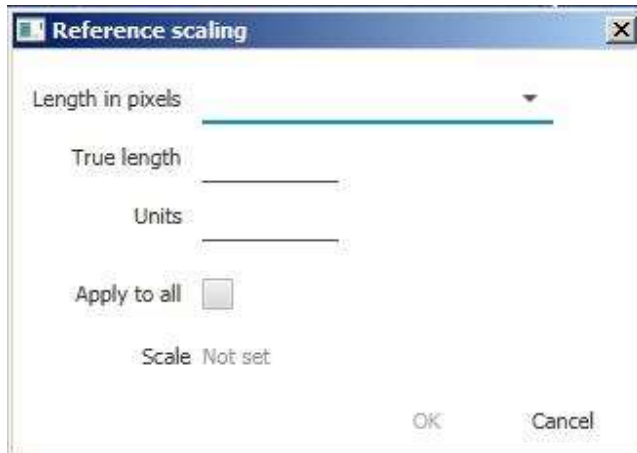 Reference scaling
Length in pixels
True length
Units
Apply to all
Scale Not set
OK Cancel